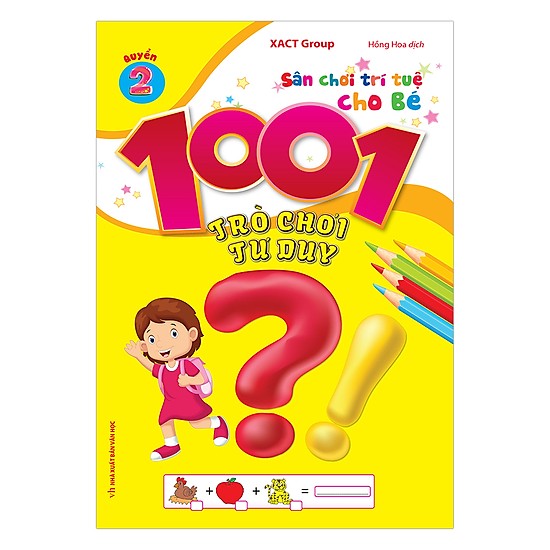 XACT Group
Hồng Hoa dịch
Quyển
2
Sân chơi trí tuệ
cho Bé
1001
TRÒ CHƠI
TƯ DUY
?!
+ + =
vh NHÀ XUẤT BẢN VĂN HỌC